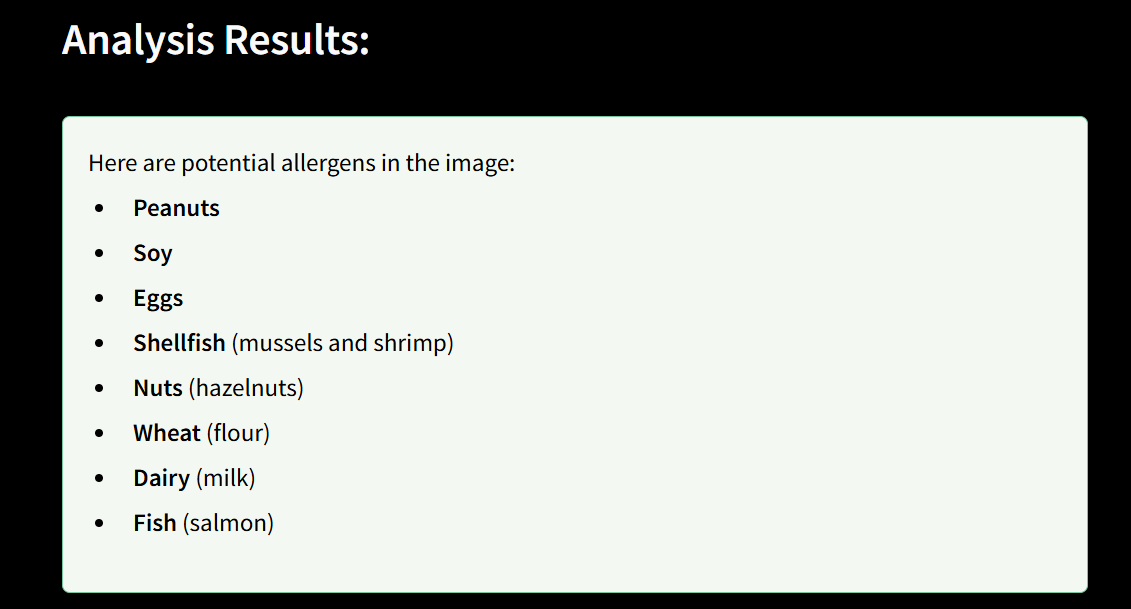 Analysis Results:
Here are potential allergens in the image:
• Peanuts
• Soy
• Eggs
• Shellfish (mussels and shrimp)
• Nuts (hazelnuts)
• Wheat (flour)
• Dairy (milk)
• Fish (salmon)